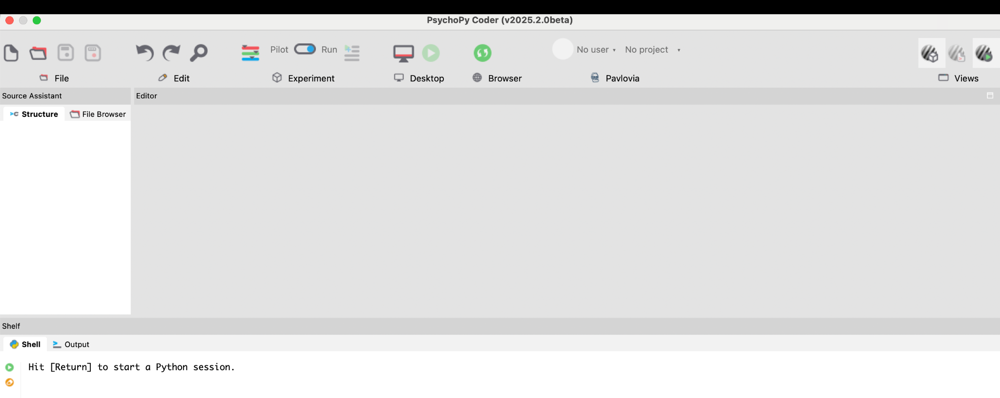 PsychoPy Coder (v2025.2.0beta)
Pilot Run No user No project
File Edit Experiment Desktop Browser Pavlovia Views
Source Assistant Editor
Structure File Browser
Shelf
Shell Output
Hit [Return] to start a Python session.